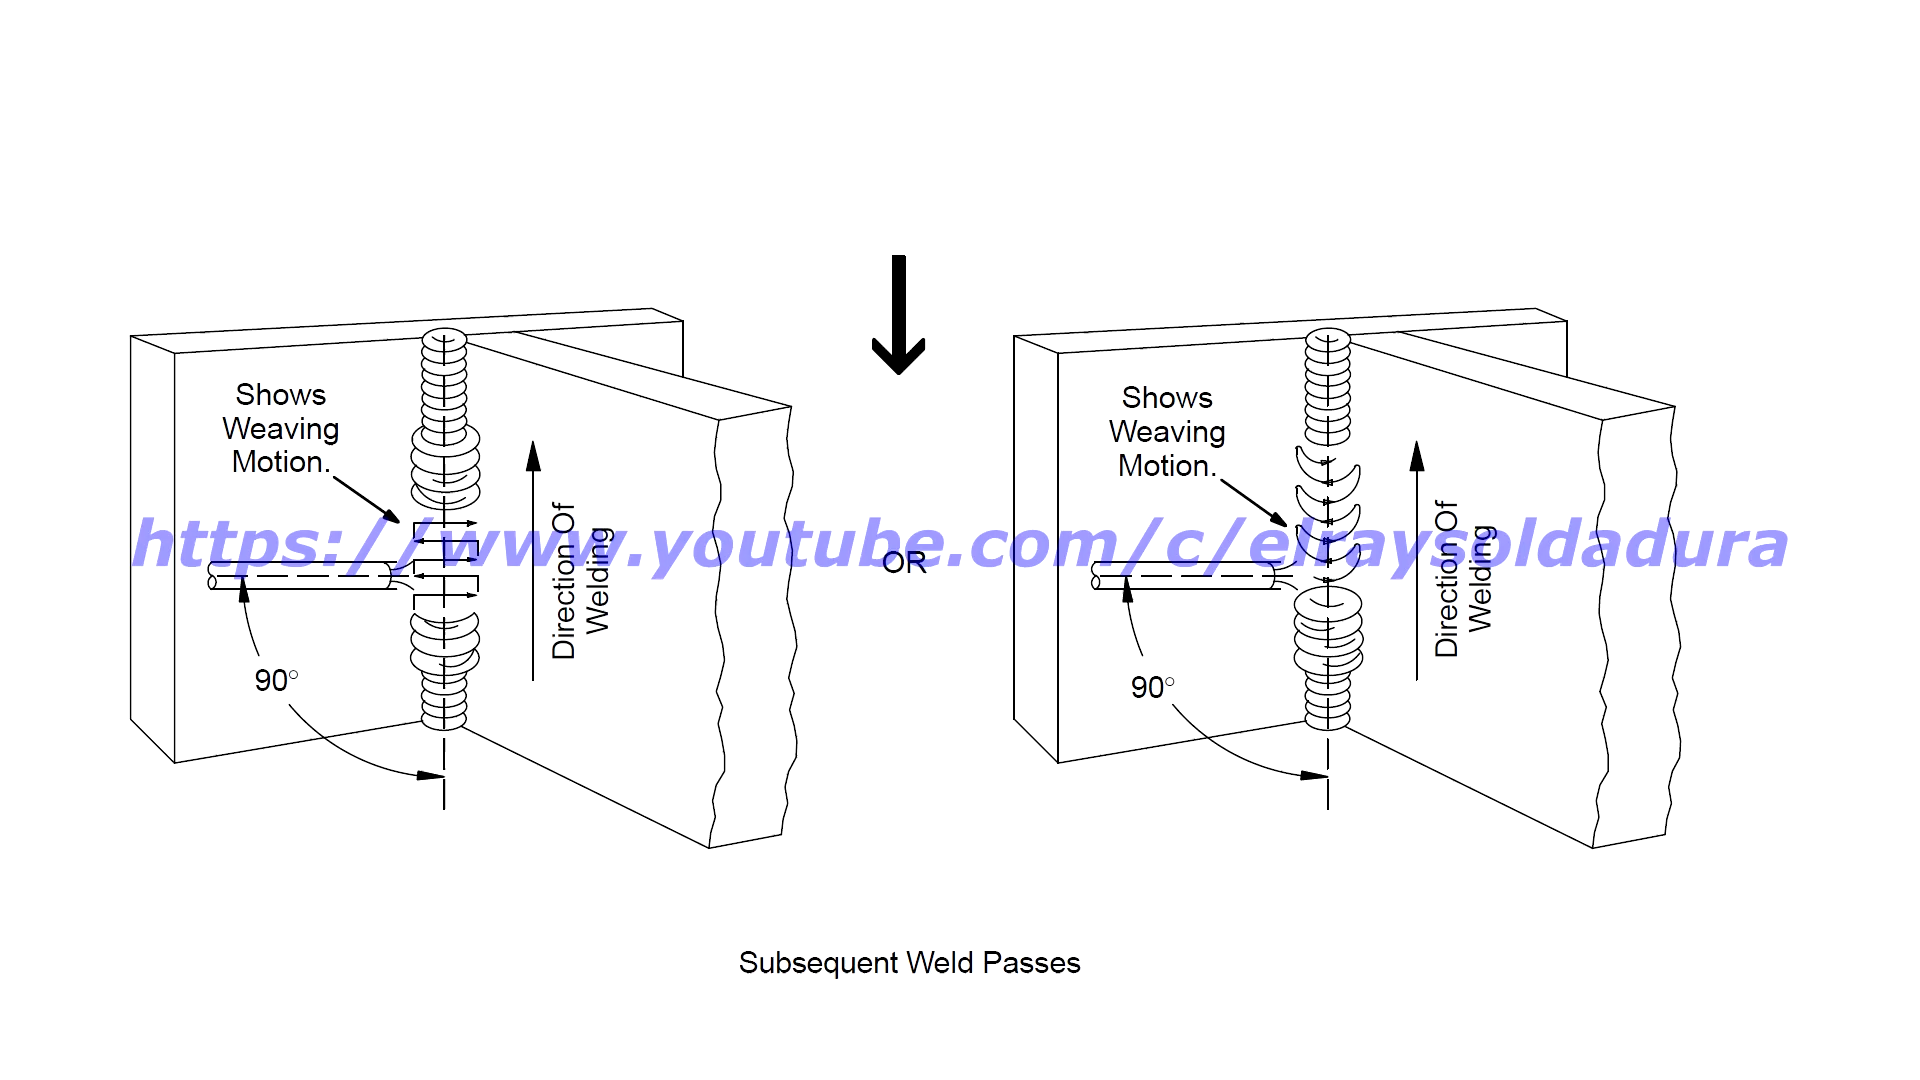 Shows
Weaving
Motion.
90°
Direction Of
Welding
OR
Shows
Weaving
Motion.
90°
Direction Of
Welding
https://www.youtube.com/c/elraysoldadura
Subsequent Weld Passes